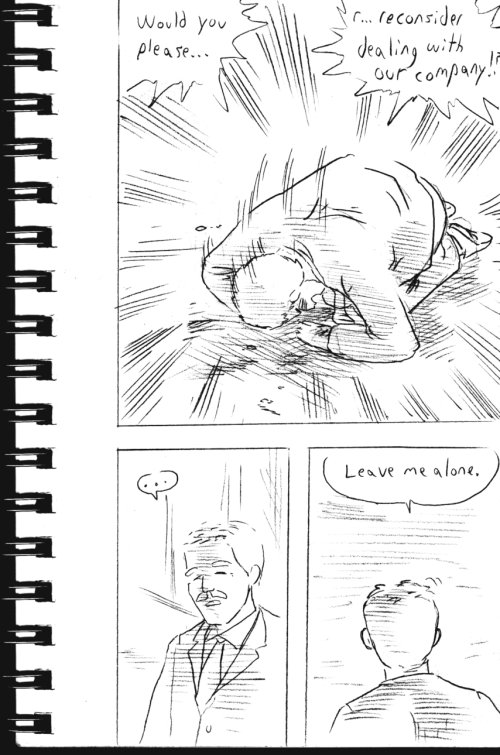 Would you
please...
r... reconsider
dealing with
our company!?
...
Leave me alone.